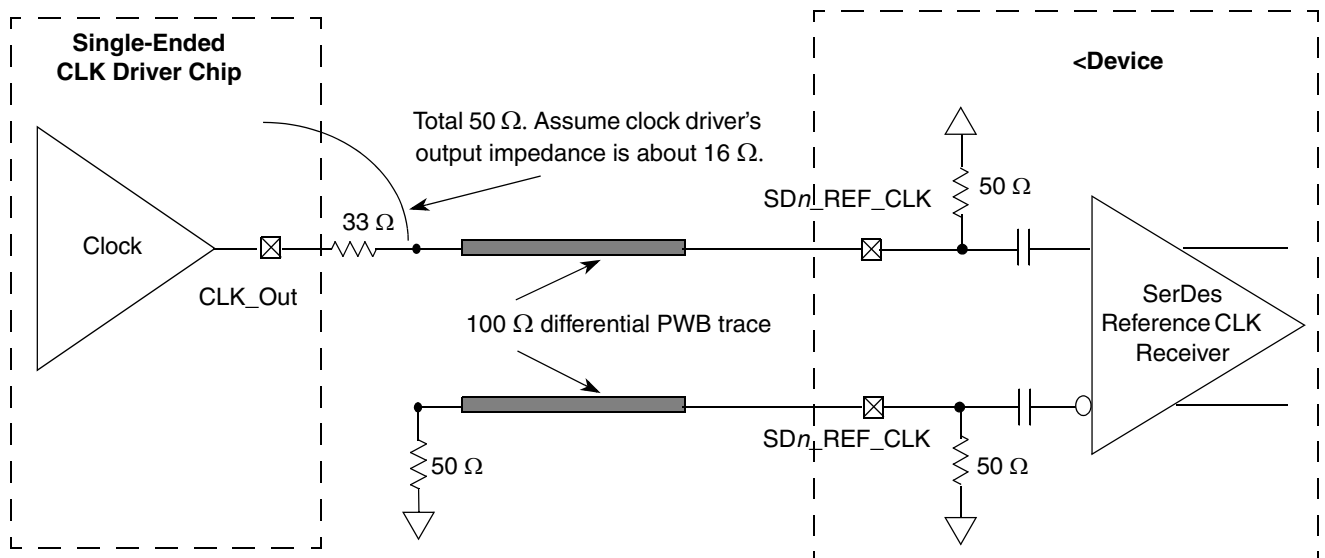 Single-Ended
CLK Driver Chip
<Device
Total 50 Ω. Assume clock driver's
output impedance is about 16 Ω.
SDn_REF_CLK
50 Ω
33 Ω
Clock
CLK_Out
SerDes
Reference CLK
Receiver
100 Ω differential PWB trace
SDn_REF_CLK
50 Ω
50 Ω